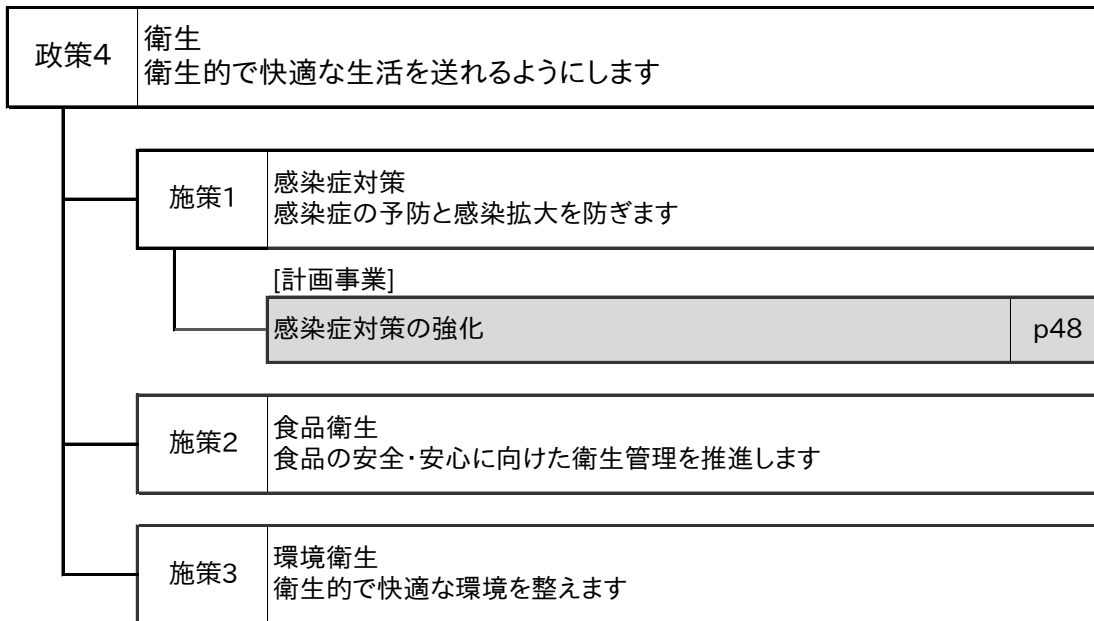 政策4
衛生
衛生的で快適な生活を送れるようにします
施策1
感染症対策
感染症の予防と感染拡大を防ぎます
[計画事業]
感染症対策の強化
p48
施策2
食品衛生
食品の安全・安心に向けた衛生管理を推進します
施策3
環境衛生
衛生的で快適な環境を整えます